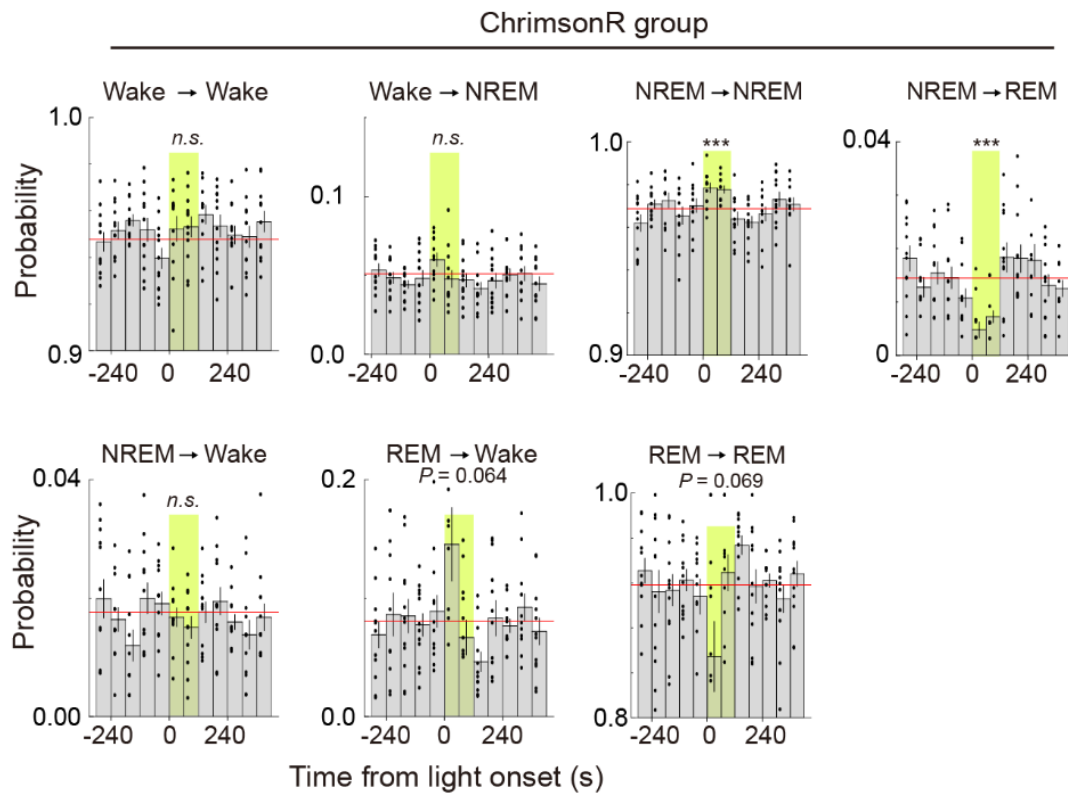 ChrimsonR group
Wake → Wake
Wake → NREM
NREM → NREM
NREM → REM
n.s.
n.s.
***
***
1.0
0.9
0.1
0.0
1.0
0.9
0.04
0
Probability
-240 0 240
-240 0 240
-240 0 240
-240 0 240
NREM → Wake
REM → Wake
REM → REM
n.s.
P = 0.064
P = 0.069
0.04
0.00
0.2
0.0
1.0
0.8
Probability
-240 0 240
-240 0 240
-240 0 240
Time from light onset (s)